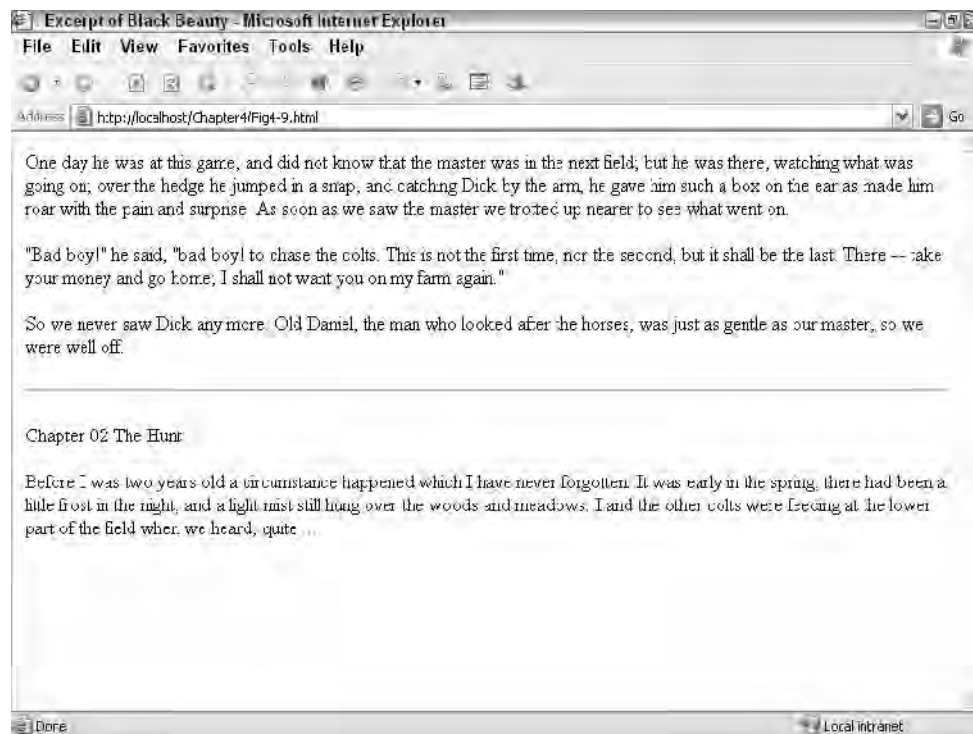 Excerpt of Black Beauty - Microsoft Internet Explorer
File Edit View Favorites Tools Help
Address http://localhost/Chapter4/Fig4-9.html Go
One day he was at this game, and did not know that the master was in the next field; but he was there, watching what was
going on; over the hedge he jumped in a snap, and catching Dick by the arm, he gave him such a box on the ear as made him
roar with the pain and surprise. As soon as we saw the master we trotted up nearer to see what went on.
"Bad boy!" he said, "bad boy! to chase the colts. This is not the first time, nor the second, but it shall be the last. There -- take
your money and go home; I shall not want you on my farm again."
So we never saw Dick any more. Old Daniel, the man who looked after the horses, was just as gentle as our master, so we
were well off.
Chapter 02 The Hunt
Before I was two years old a circumstance happened which I have never forgotten. It was early in the spring; there had been a
little frost in the night, and a light mist still hung over the woods and meadows. I and the other colts were feeding at the lower
part of the field when we heard, quite ...
Done Local intranet